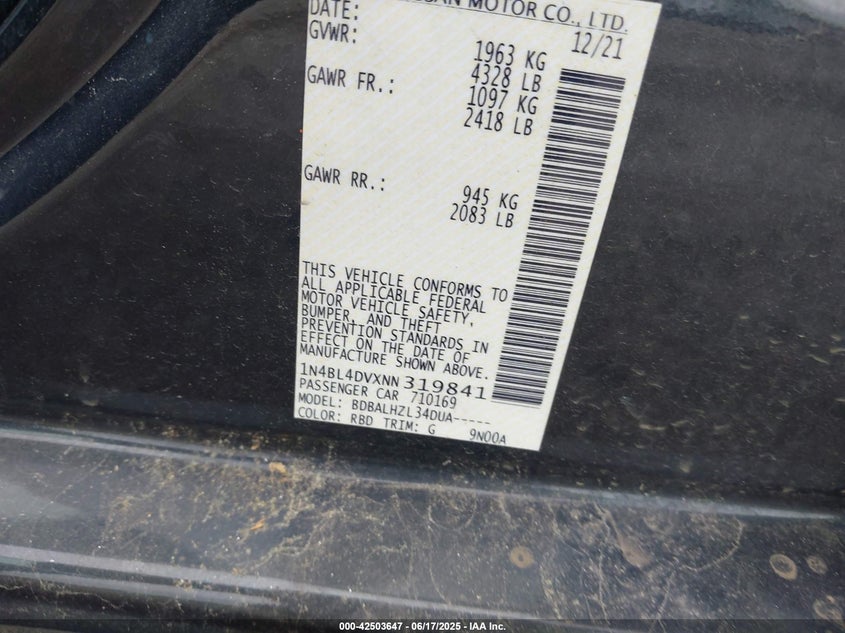 MOTOR CO., LTD.
DATE: 12/21
GVWR: 1963 KG
4328 LB
GAWR FR.: 1097 KG
2418 LB
GAWR RR.: 945 KG
2083 LB
THIS VEHICLE CONFORMS TO
ALL APPLICABLE FEDERAL
MOTOR VEHICLE SAFETY,
BUMPER, AND THEFT
PREVENTION STANDARDS IN
EFFECT ON THE DATE OF
MANUFACTURE SHOWN ABOVE.
1N4BL4DVXNN319841
PASSENGER CAR 710169
MODEL: BDBALHZL34DUA-----
COLOR: RBD TRIM: G 9N00A
000-42503647 - 06/17/2025 - IAA Inc.